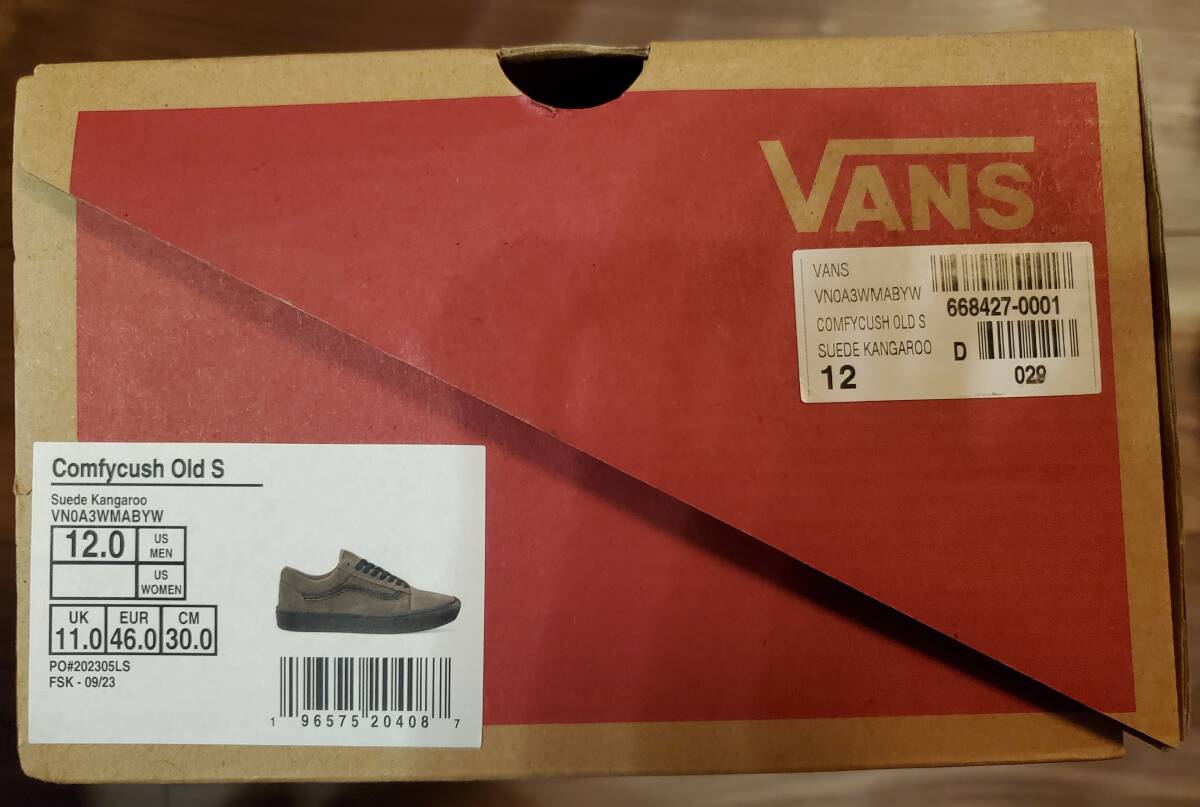 VANS
VANS
VN0A3WMABYW
668427-0001
COMFYCUSH OLD S
SUEDE KANGAROO
D
12
029
Comfycush Old S
Suede Kangaroo
VN0A3WMABYW
12.0 US MEN
US WOMEN
UK EUR CM
11.0 46.0 30.0
PO#202305LS
FSK - 09/23
1 96575 20408 7